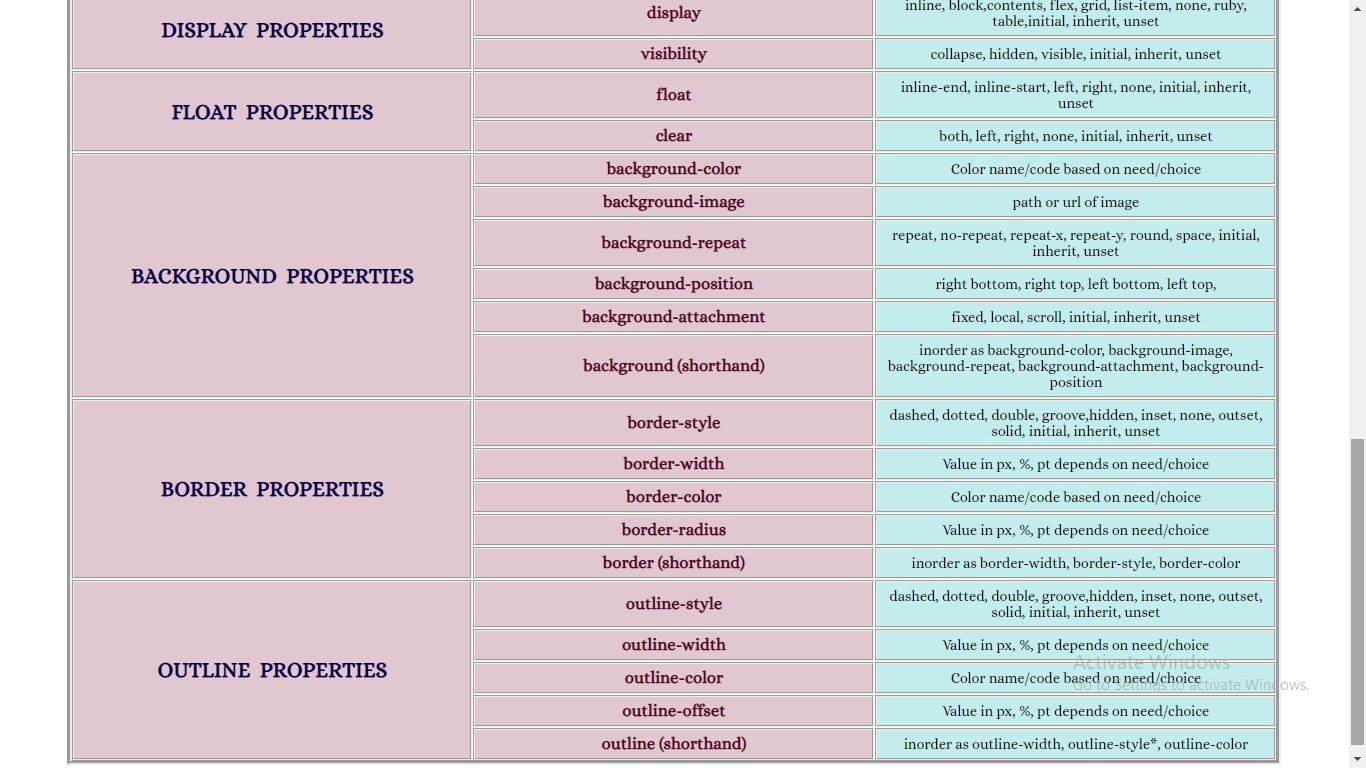 DISPLAY PROPERTIES
display
inline, block,contents, flex, grid, list-item, none, ruby,
table,initial, inherit, unset
visibility
collapse, hidden, visible, initial, inherit, unset
FLOAT PROPERTIES
float
inline-end, inline-start, left, right, none, initial, inherit,
unset
clear
both, left, right, none, initial, inherit, unset
BACKGROUND PROPERTIES
background-color
Color name/code based on need/choice
background-image
path or url of image
background-repeat
repeat, no-repeat, repeat-x, repeat-y, round, space, initial,
inherit, unset
background-position
right bottom, right top, left bottom, left top,
background-attachment
fixed, local, scroll, initial, inherit, unset
background (shorthand)
inorder as background-color, background-image,
background-repeat, background-attachment, background-
position
BORDER PROPERTIES
border-style
dashed, dotted, double, groove,hidden, inset, none, outset,
solid, initial, inherit, unset
border-width
Value in px, %, pt depends on need/choice
border-color
Color name/code based on need/choice
border-radius
Value in px, %, pt depends on need/choice
border (shorthand)
inorder as border-width, border-style, border-color
OUTLINE PROPERTIES
outline-style
dashed, dotted, double, groove,hidden, inset, none, outset,
solid, initial, inherit, unset
outline-width
Value in px, %, pt depends on need/choice
outline-color
Color name/code based on need/choice
outline-offset
Value in px, %, pt depends on need/choice
outline (shorthand)
inorder as outline-width, outline-style*, outline-color
Activate Windows
Go to Settings to activate Windows.